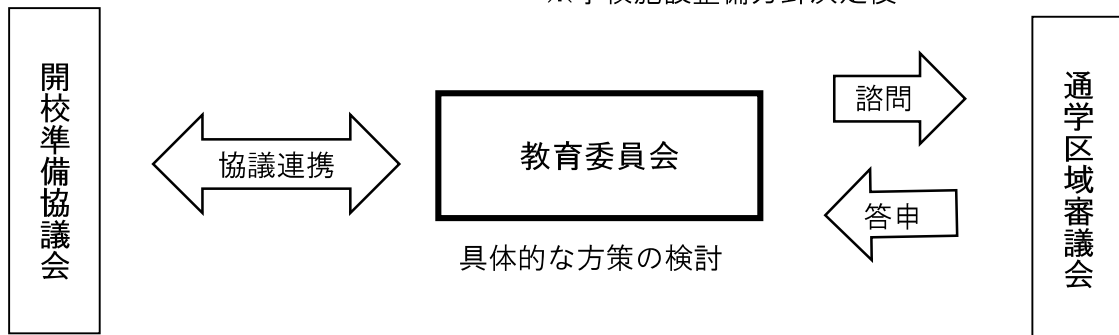 開校準備協議会
協議連携
教育委員会
具体的な方策の検討
諮問
答申
通学区域審議会